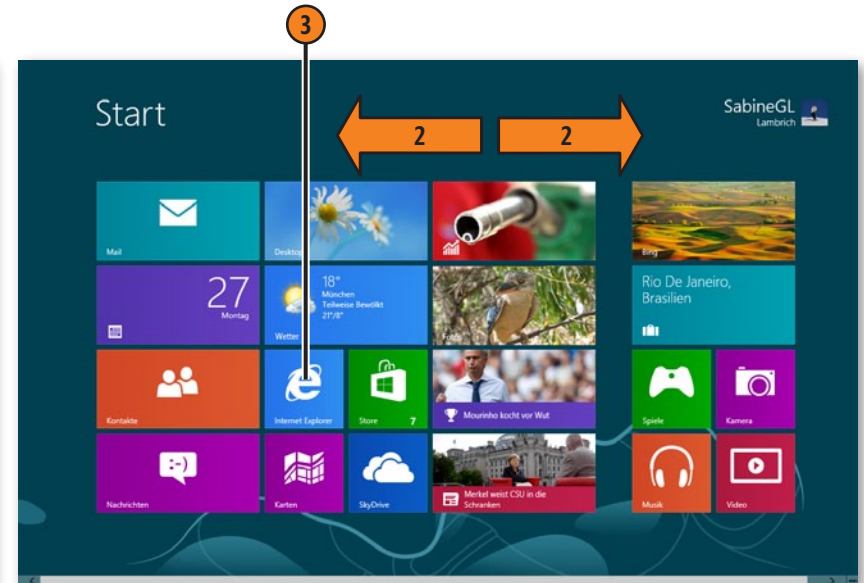 3
Start
2
2
SabineGL
Lambrich
Mail
Desktop
Bing
27
Montag
18°
München
Teilweise Bewölkt
21°/8°
Wetter
Rio De Janeiro,
Brasilien
Kontakte
Internet Explorer
Store
7
Mourinho kocht vor Wut
Spiele
Kamera
Nachrichten
Karten
SkyDrive
Merkel weist CSU in die
Schranken
Musik
Video